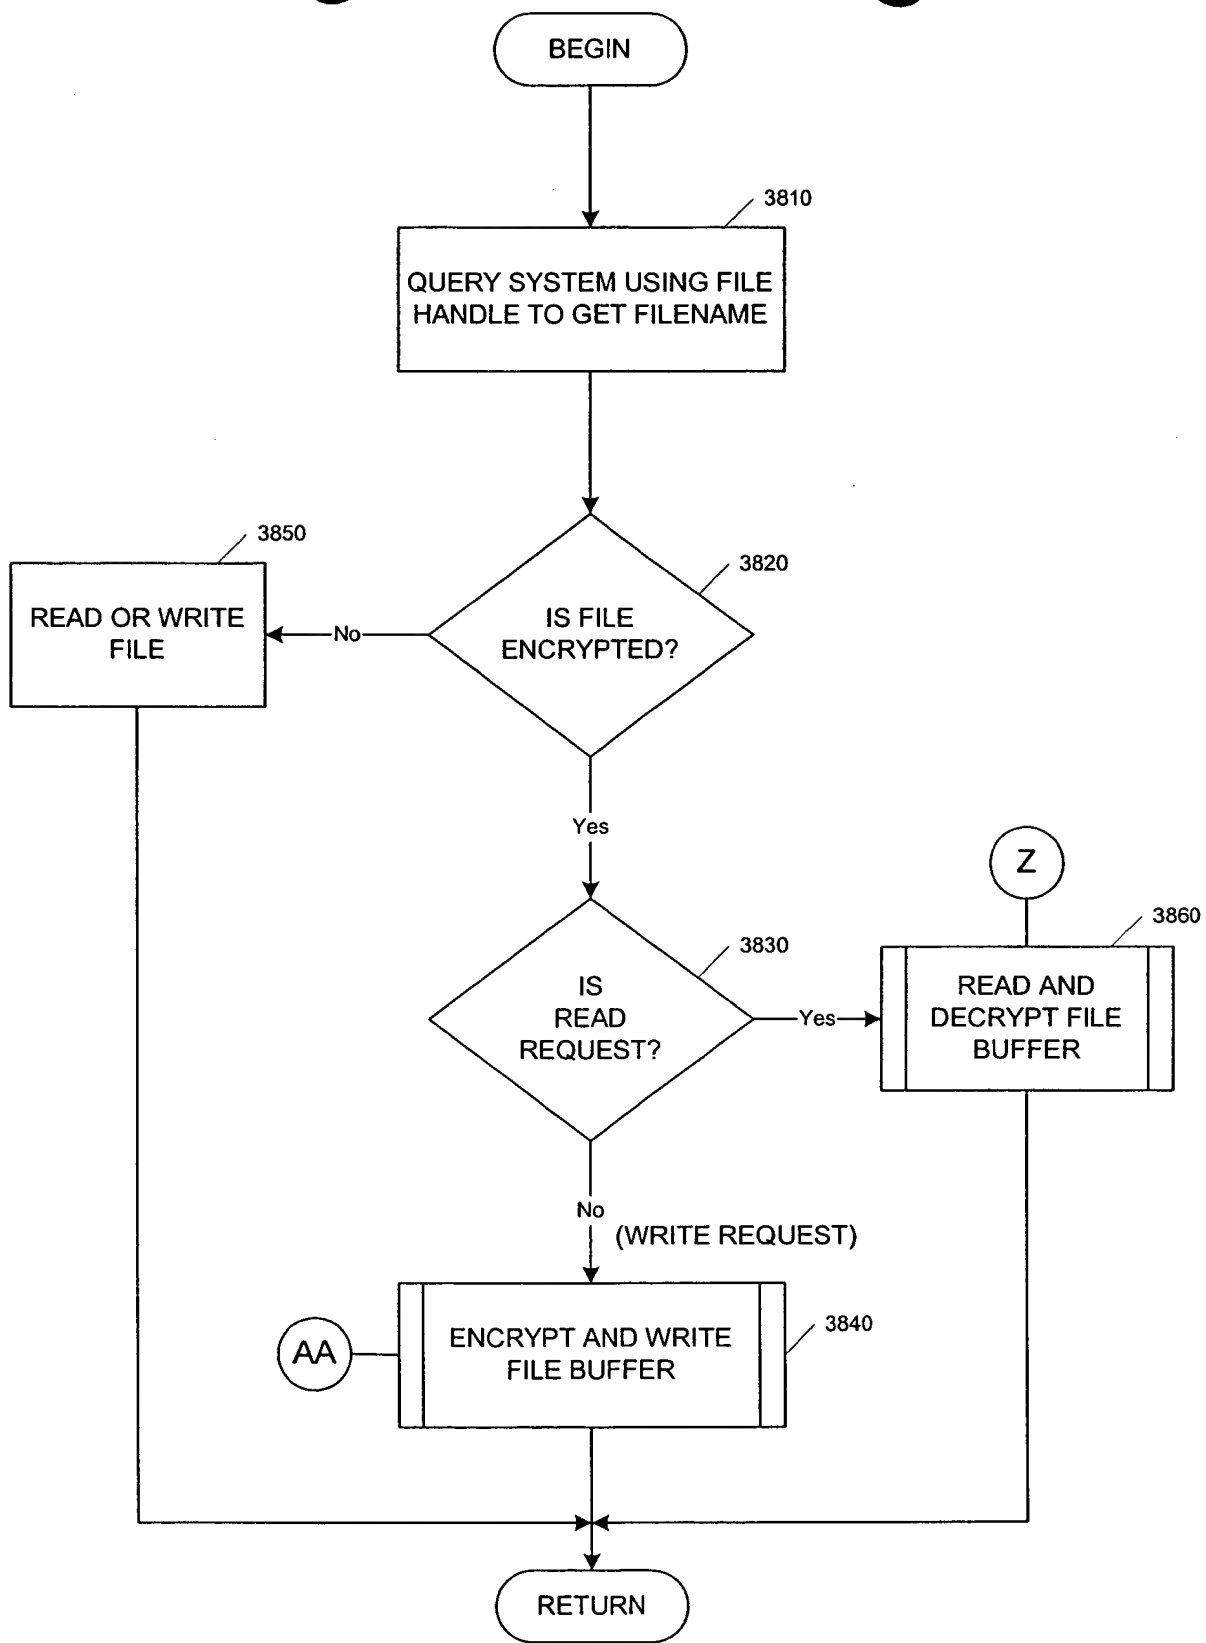 BEGIN
3810
QUERY SYSTEM USING FILE
HANDLE TO GET FILENAME
3850
READ OR WRITE
FILE
No
3820
IS FILE
ENCRYPTED?
Yes
Z
3830
IS
READ
REQUEST?
Yes
3860
READ AND
DECRYPT FILE
BUFFER
No
(WRITE REQUEST)
AA
ENCRYPT AND WRITE
FILE BUFFER
3840
RETURN